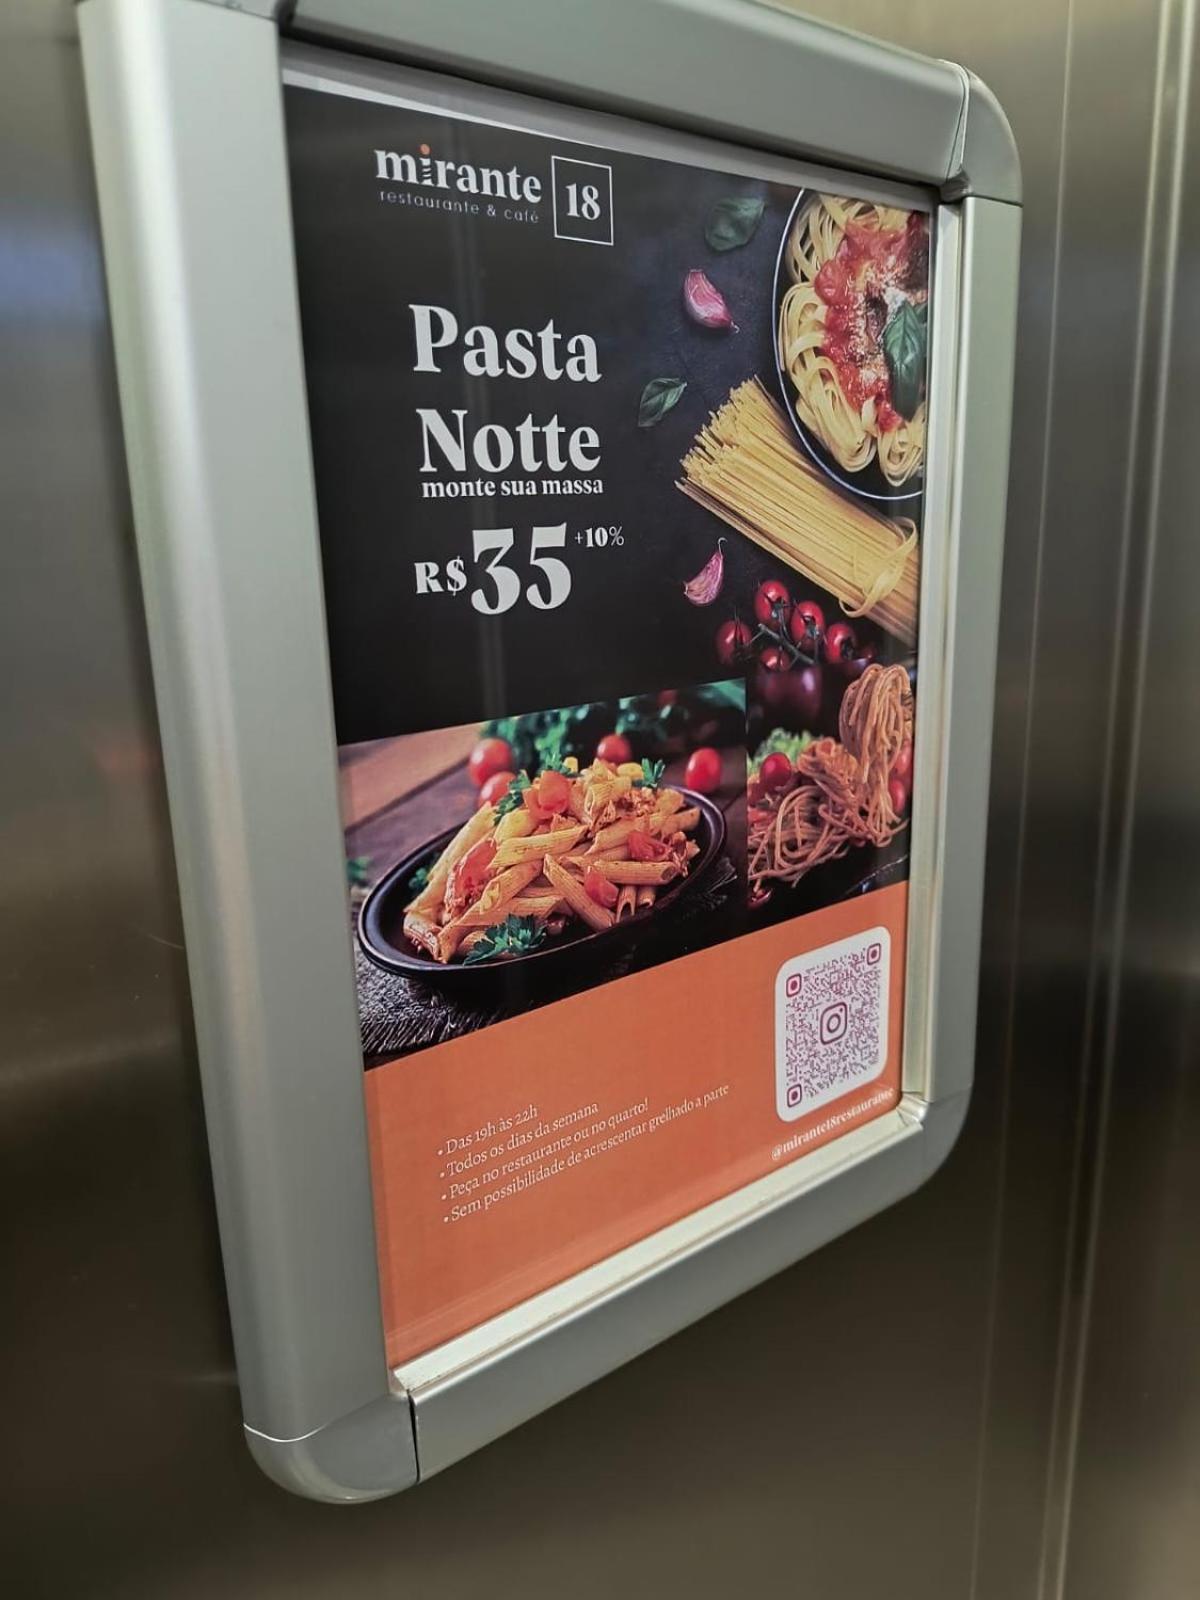 mirante 18
restaurante & café
Pasta
Notte
monte sua massa
R$35 +10%
• Das 19h às 22h
• Todos os dias da semana
• Peça no restaurante ou no quarto!
• Sem possibilidade de acrescentar grelhado a parte
@mirante18restaurante